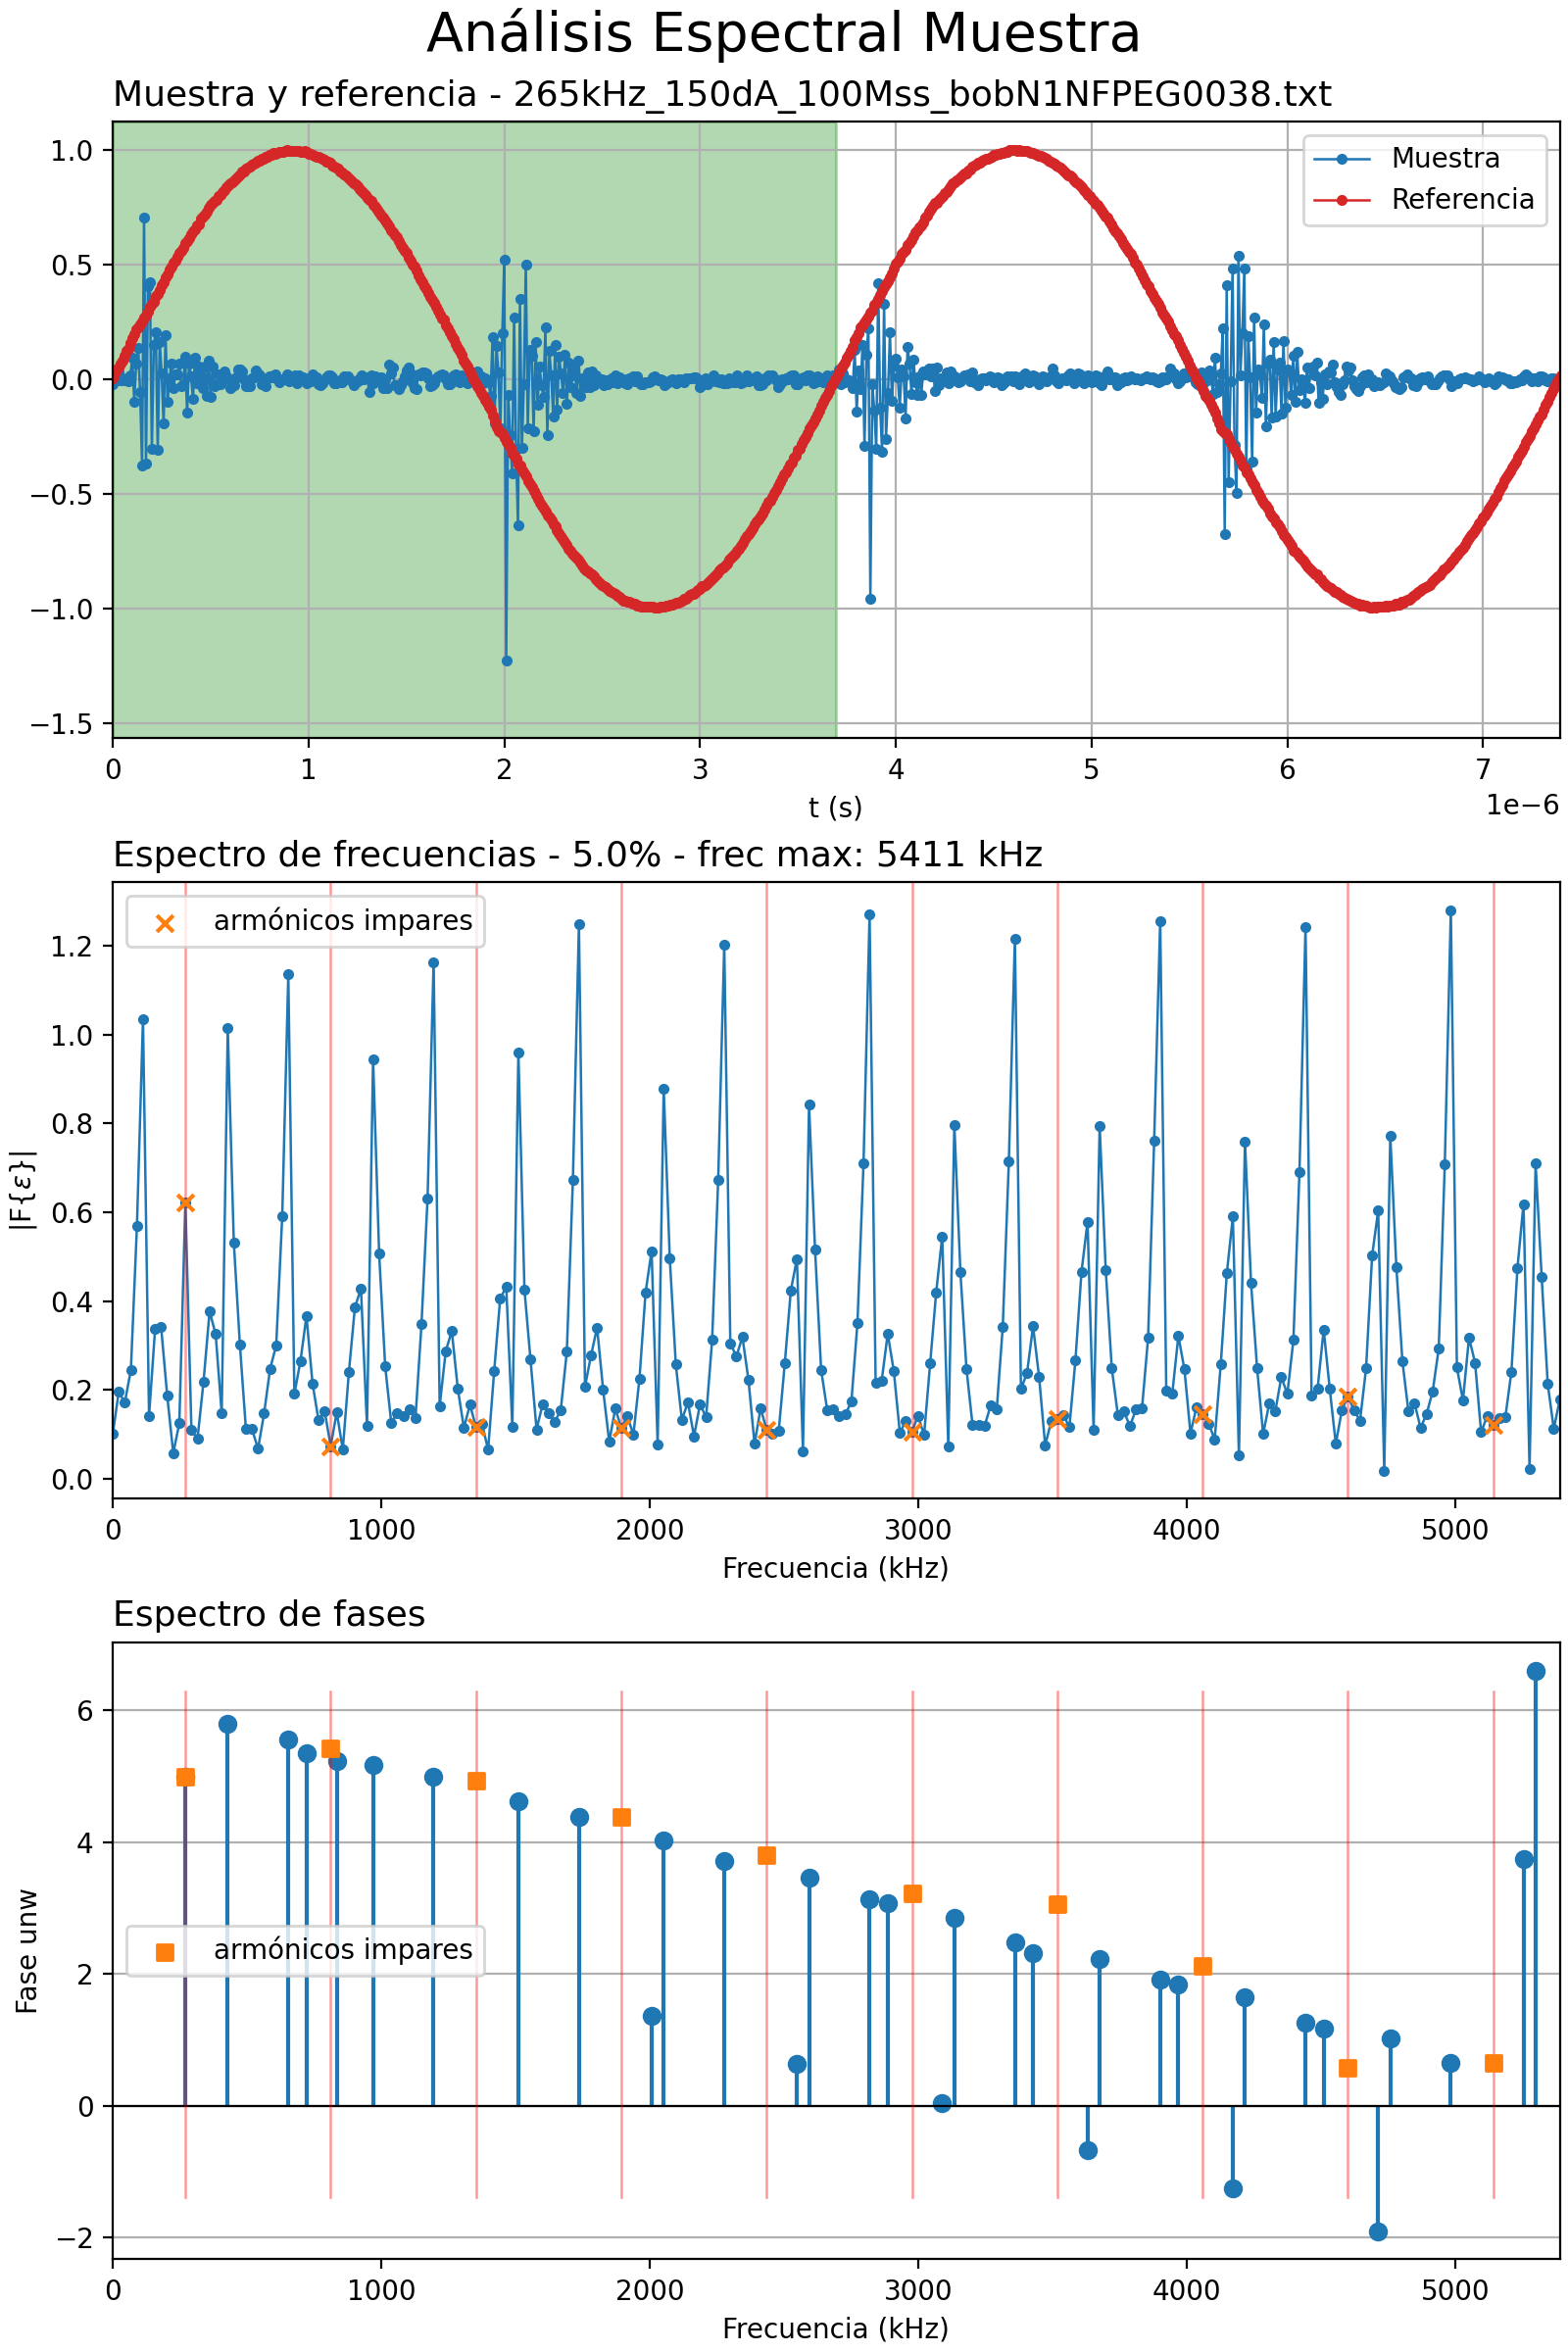 Análisis Espectral Muestra
Muestra y referencia - 265kHz_150dA_100Mss_bobN1NFPEG0038.txt
1.0
0.5
0.0
−0.5
−1.0
−1.5
Muestra
Referencia
0 1 2 3 4 5 6 7
1e−6
t (s)
Espectro de frecuencias - 5.0% - frec max: 5411 kHz
armónicos impares
|F{ε}|
1.2
1.0
0.8
0.6
0.4
0.2
0.0
0 1000 2000 3000 4000 5000
Frecuencia (kHz)
Espectro de fases
Fase unw
6
4
2
0
−2
armónicos impares
0 1000 2000 3000 4000 5000
Frecuencia (kHz)